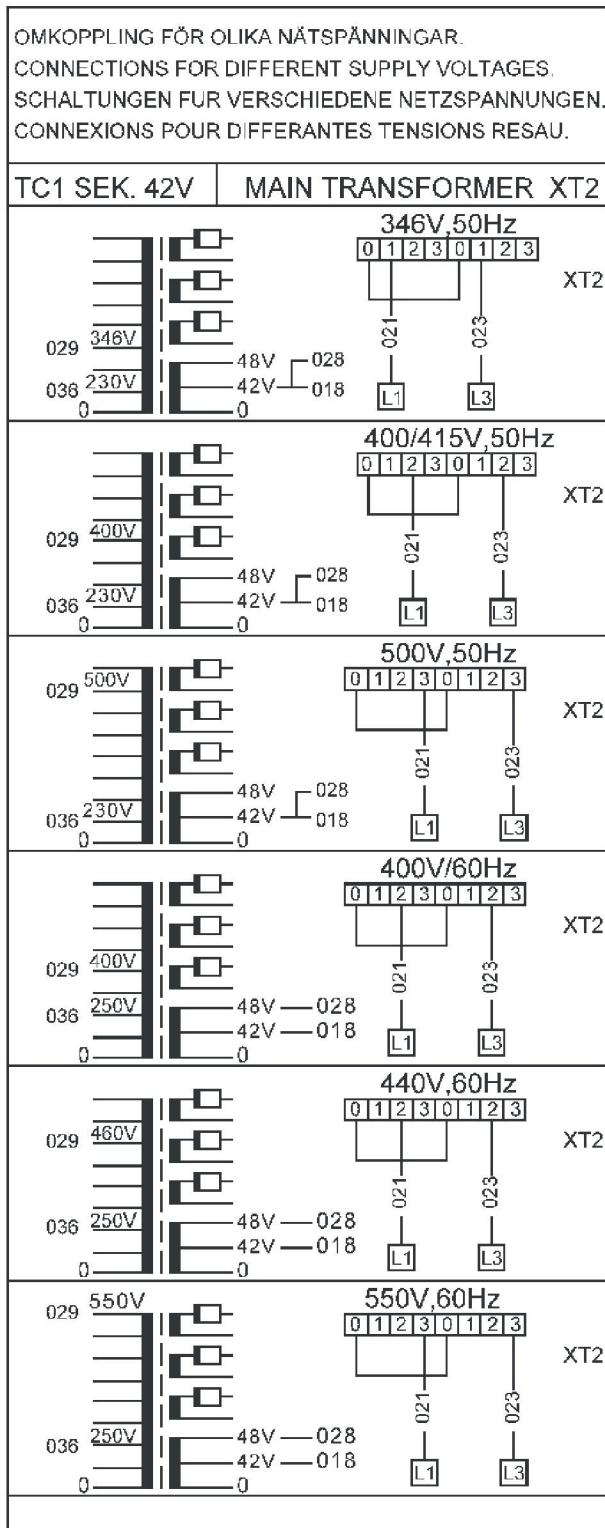 OMKOPPLING FÖR OLIKA NÄTSPÄNNINGAR.
CONNECTIONS FOR DIFFERENT SUPPLY VOLTAGES.
SCHALTUNGEN FUR VERSCHIEDENE NETZSPANNUNGEN.
CONNEXIONS POUR DIFFERANTES TENSIONS RESAU.
TC1 SEK. 42V MAIN TRANSFORMER XT2
346V,50Hz
0 1 2 3 0 1 2 3
XT2
021 023
029 346V
48V 028
036 230V 42V 018
0 0
L1 L3
400/415V,50Hz
0 1 2 3 0 1 2 3
XT2
029 400V
021 023
48V 028
036 230V 42V 018
0 0
L1 L3
500V,50Hz
029 500V
0 1 2 3 0 1 2 3
XT2
021 023
48V 028
036 230V 42V 018
0 0
L1 L3
400V/60Hz
0 1 2 3 0 1 2 3
XT2
029 400V
021 023
036 250V 48V 028
42V 018
0 0
L1 L3
440V,60Hz
0 1 2 3 0 1 2 3
029 460V
XT2
021 023
036 250V 48V 028
42V 018
0 0
L1 L3
029 550V
550V,60Hz
0 1 2 3 0 1 2 3
XT2
021 023
036 250V 48V 028
42V 018
0 0
L1 L3